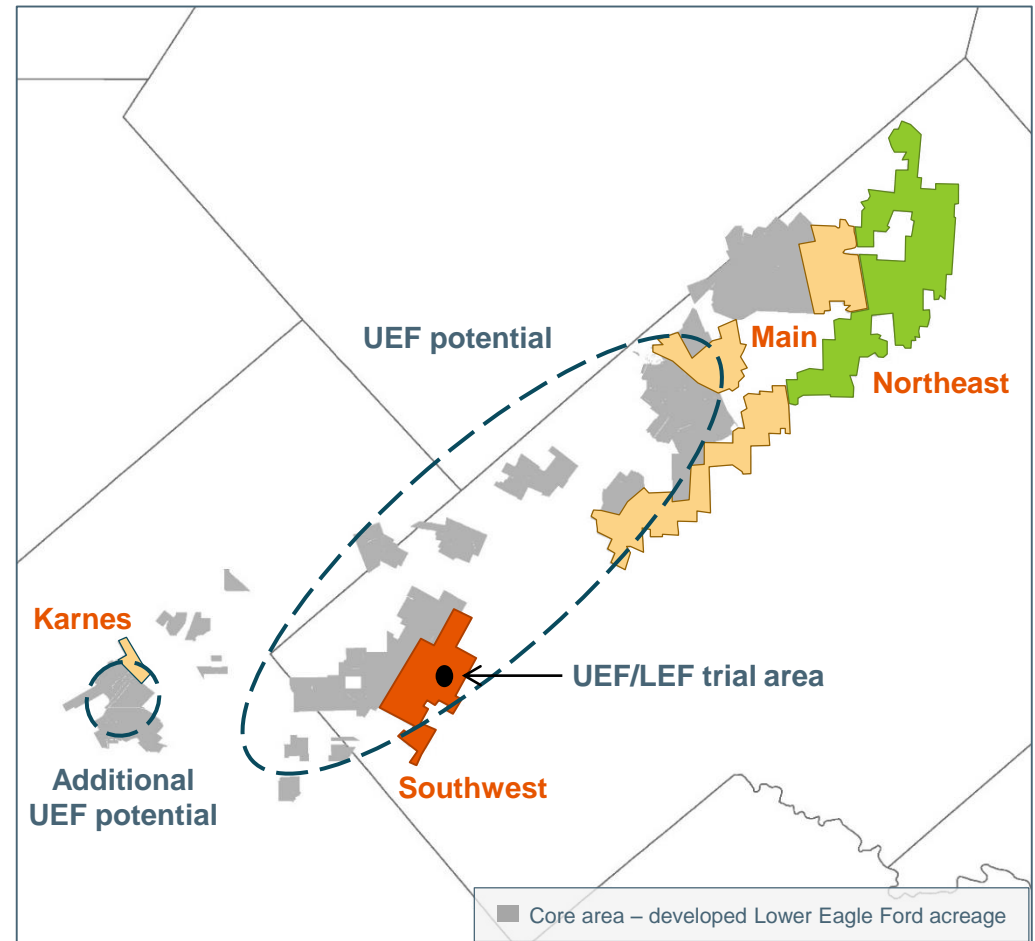 UEF potential
Main
Northeast
Karnes
UEF/LEF trial area
Additional
UEF potential
Southwest
Core area – developed Lower Eagle Ford acreage